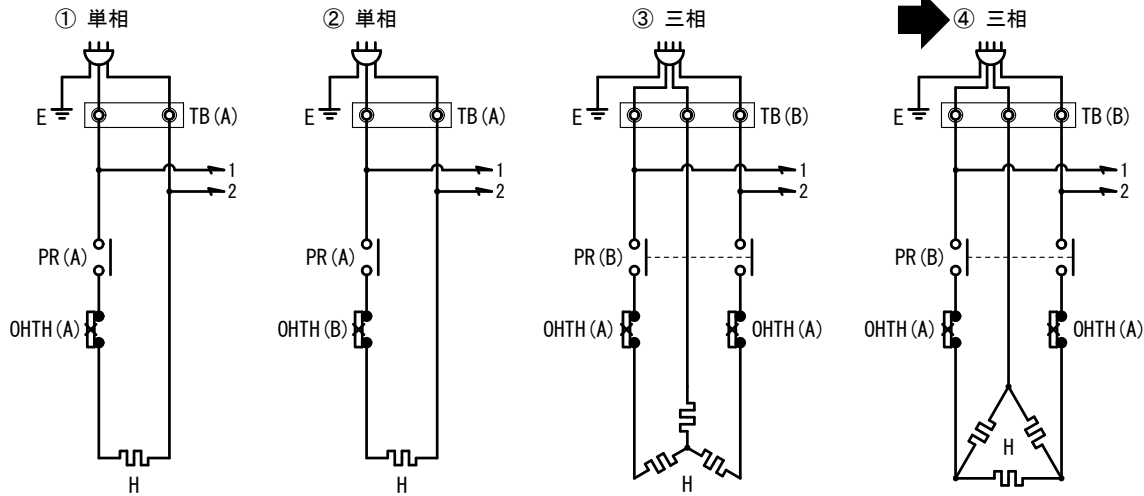 ① 単相
E
TB(A)
1
2
PR(A)
OHTH(A)
H
② 単相
E
TB(A)
1
2
PR(A)
OHTH(B)
H
③ 三相
E
TB(B)
1
2
PR(B)
OHTH(A)
OHTH(A)
H
④ 三相
E
TB(B)
1
2
PR(B)
OHTH(A)
OHTH(A)
H